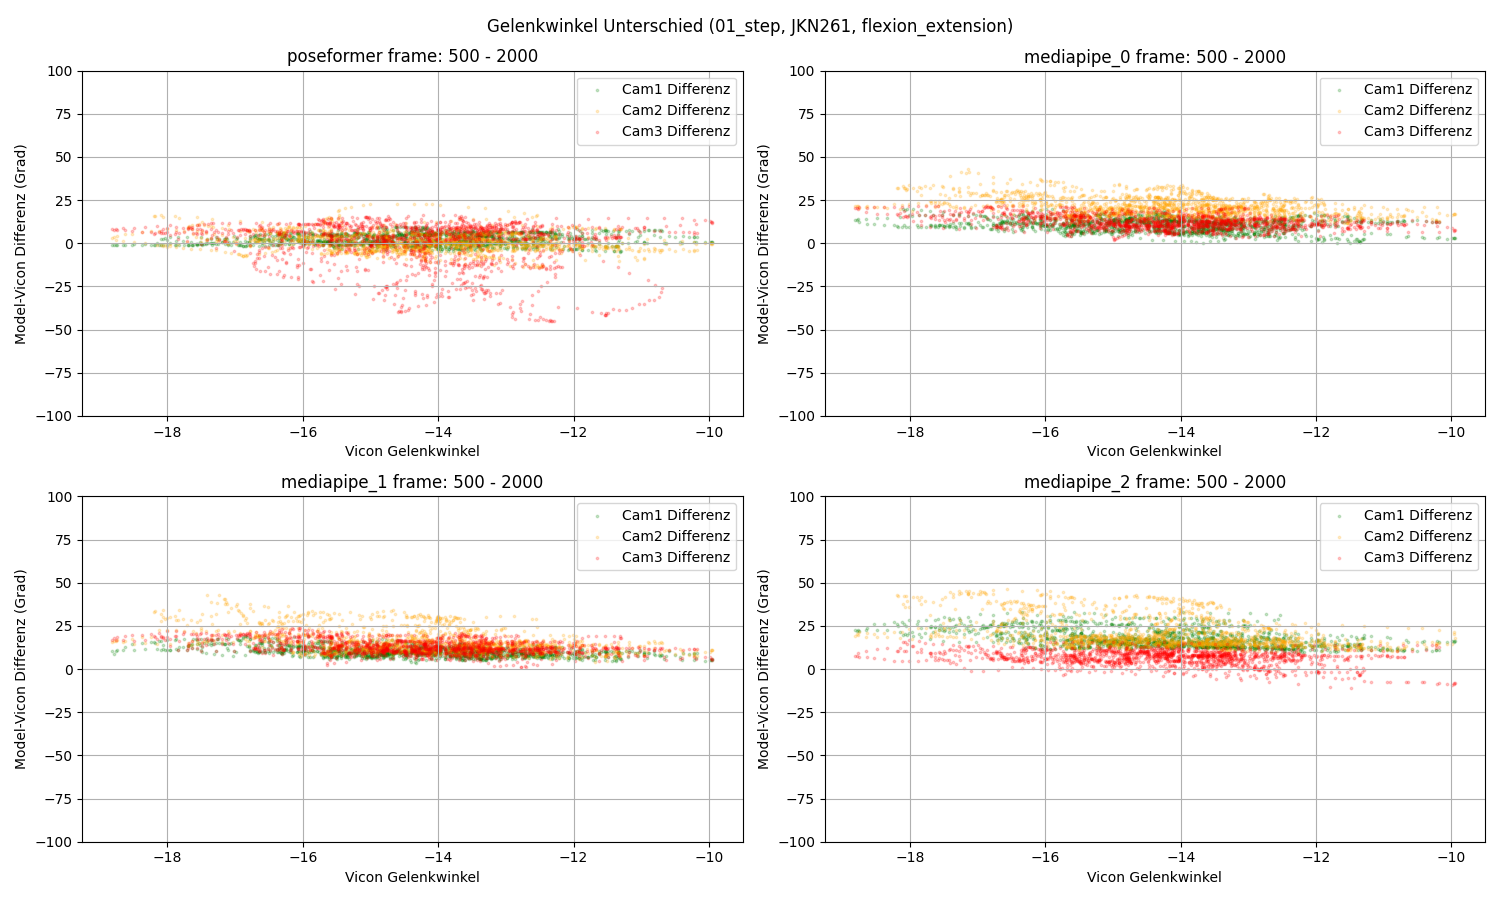 Gelenkwinkel Unterschied (01_step, JKN261, flexion_extension)
poseformer frame: 500 - 2000
100
75
50
25
0
−25
−50
−75
−100
Model-Vicon Differenz (Grad)
Cam1 Differenz
Cam2 Differenz
Cam3 Differenz
−18 −16 −14 −12 −10
Vicon Gelenkwinkel
mediapipe_0 frame: 500 - 2000
100
75
50
25
0
−25
−50
−75
−100
Model-Vicon Differenz (Grad)
Cam1 Differenz
Cam2 Differenz
Cam3 Differenz
−18 −16 −14 −12 −10
Vicon Gelenkwinkel
mediapipe_1 frame: 500 - 2000
100
75
50
25
0
−25
−50
−75
−100
Model-Vicon Differenz (Grad)
Cam1 Differenz
Cam2 Differenz
Cam3 Differenz
−18 −16 −14 −12 −10
Vicon Gelenkwinkel
mediapipe_2 frame: 500 - 2000
100
75
50
25
0
−25
−50
−75
−100
Model-Vicon Differenz (Grad)
Cam1 Differenz
Cam2 Differenz
Cam3 Differenz
−18 −16 −14 −12 −10
Vicon Gelenkwinkel